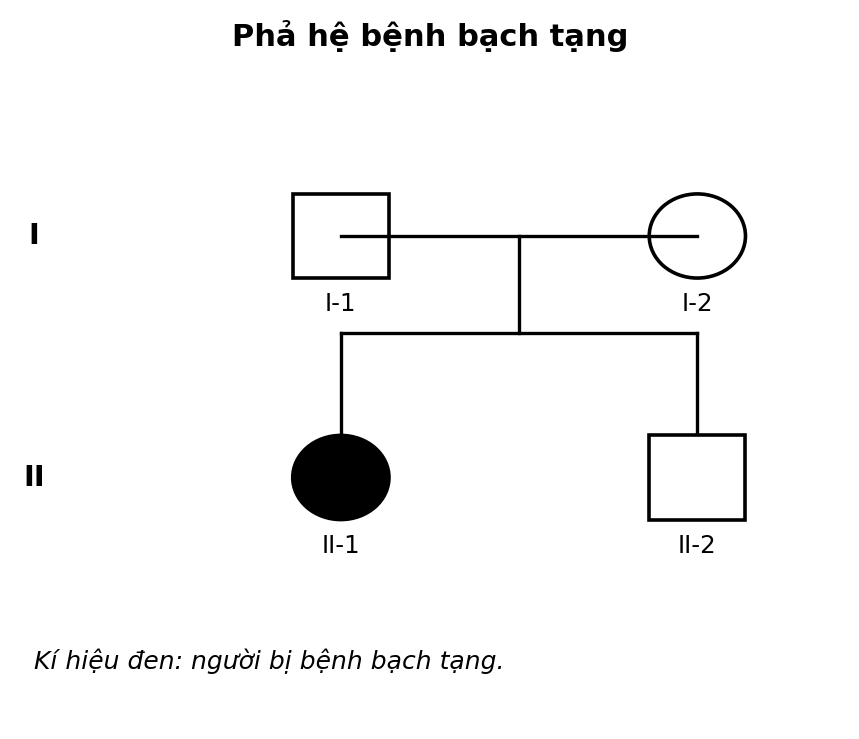 Phả hệ bệnh bạch tạng
I
I-1
I-2
II
II-1
II-2
Kí hiệu đen: người bị bệnh bạch tạng.